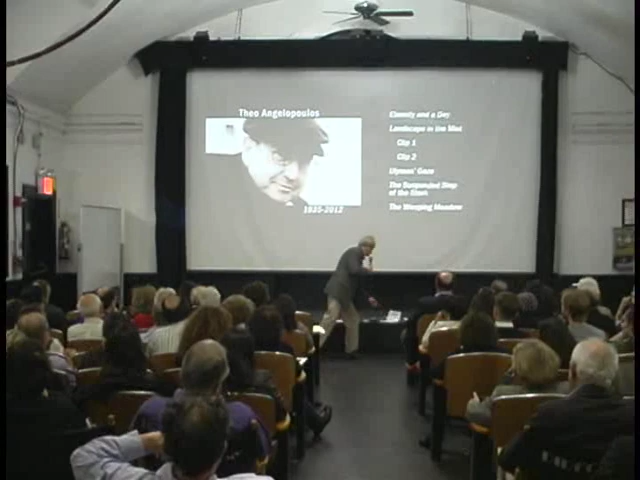 Theo Angelopoulos
1935-2012
Eternity and a Day
Landscape in the Mist
Clip 1
Clip 2
Ulysses' Gaze
The Suspended Step
of the Stork
The Weeping Meadow